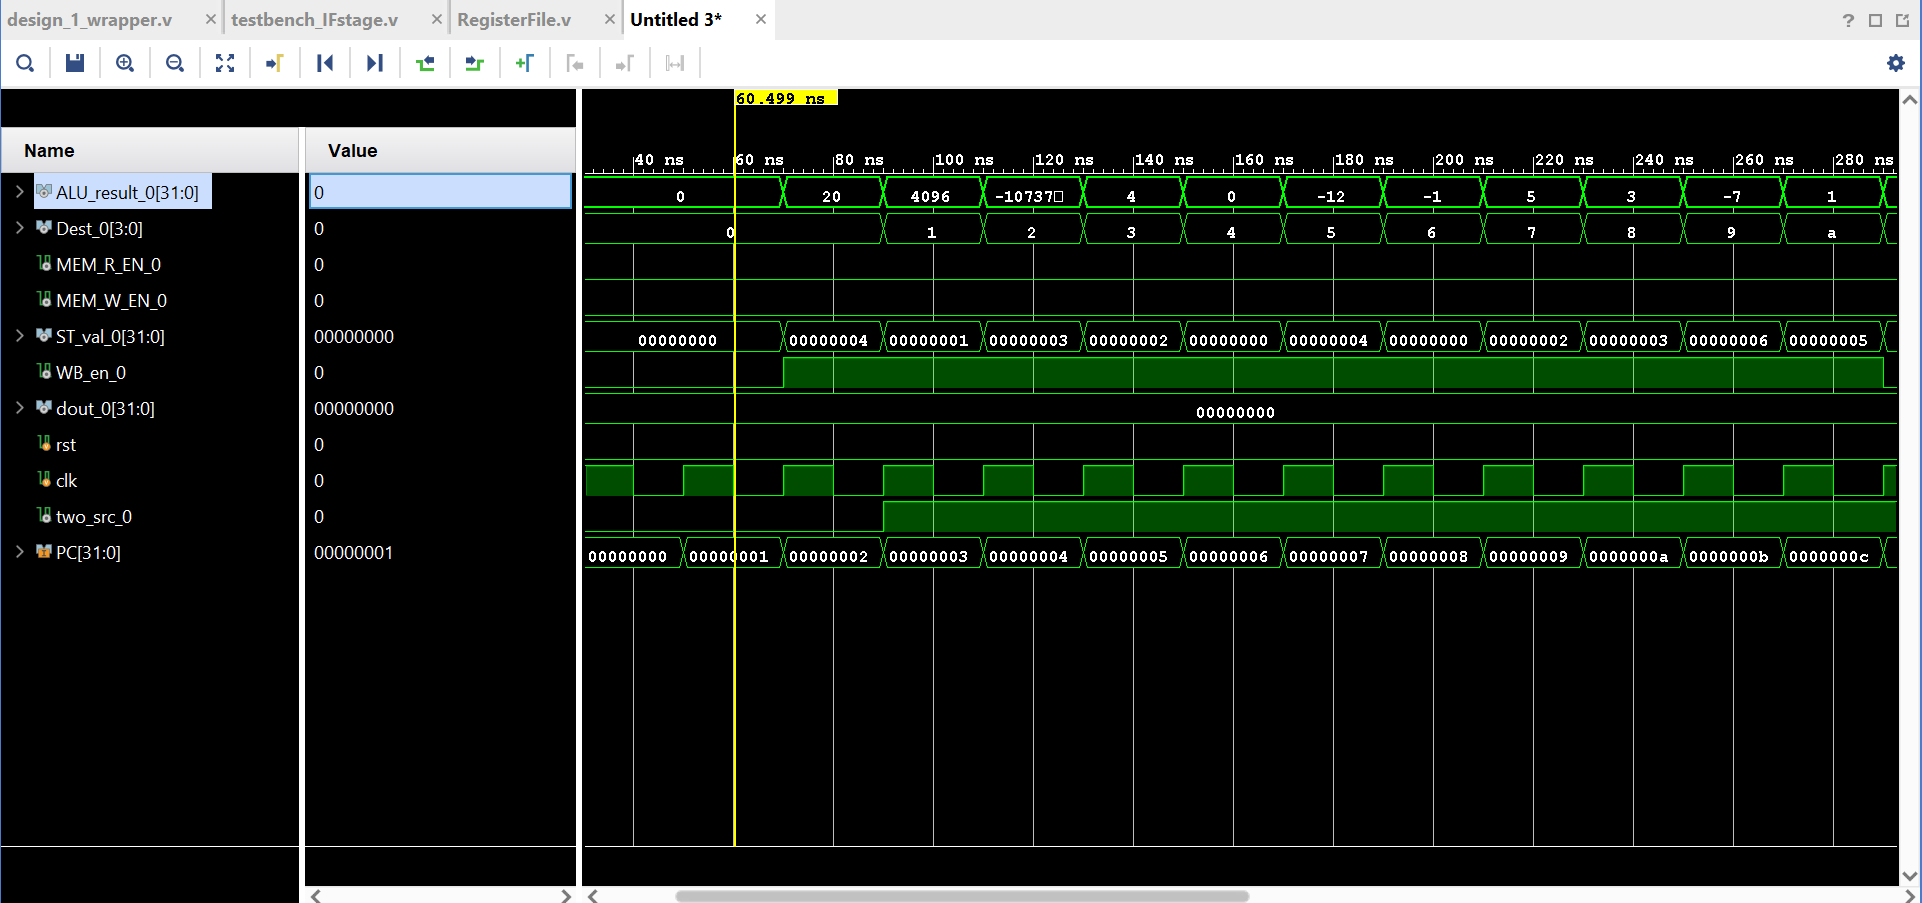 design_1_wrapper.v × testbench_IFstage.v × RegisterFile.v × Untitled 3* × ?
60.499 ns
Name Value
40 ns 60 ns 80 ns 100 ns 120 ns 140 ns 160 ns 180 ns 200 ns 220 ns 240 ns 260 ns 280 ns
ALU_result_0[31:0] 0 0 20 4096 -10737□ 4 0 -12 -1 5 3 -7 1
Dest_0[3:0] 0 0 1 2 3 4 5 6 7 8 9 a
MEM_R_EN_0 0
MEM_W_EN_0 0
ST_val_0[31:0] 00000000 00000000 00000004 00000001 00000003 00000002 00000000 00000004 00000000 00000002 00000003 00000006 00000005
WB_en_0 0
dout_0[31:0] 00000000 00000000
rst 0
clk 0
two_src_0 0
PC[31:0] 00000001 00000000 00000001 00000002 00000003 00000004 00000005 00000006 00000007 00000008 00000009 0000000a 0000000b 0000000c